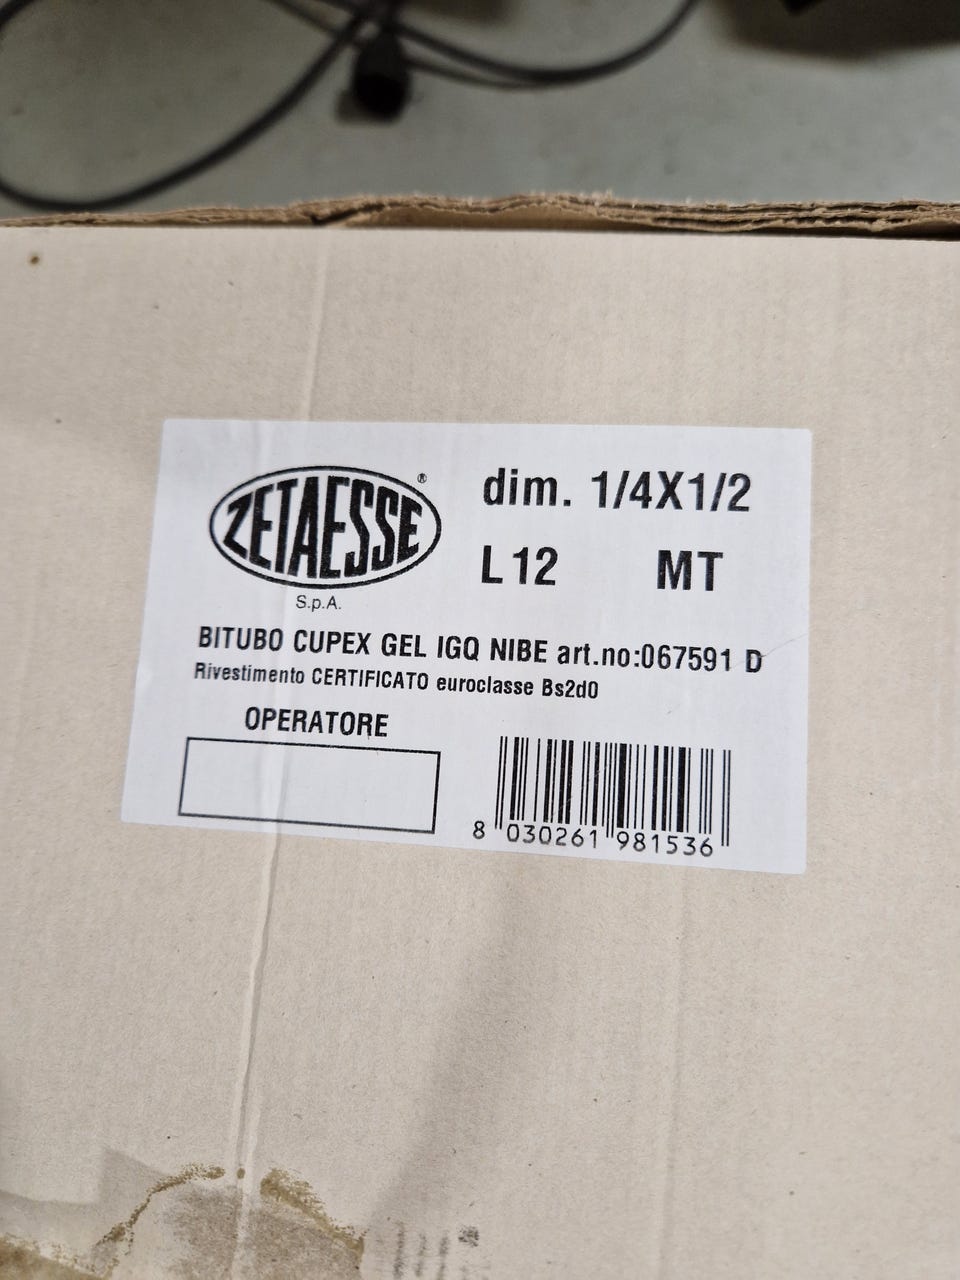 ZETAESSE®
S.p.A.
dim. 1/4X1/2
L 12 MT
BITUBO CUPEX GEL IGQ NIBE art.no:067591 D
Rivestimento CERTIFICATO euroclasse Bs2d0
OPERATORE
8 030261 981536